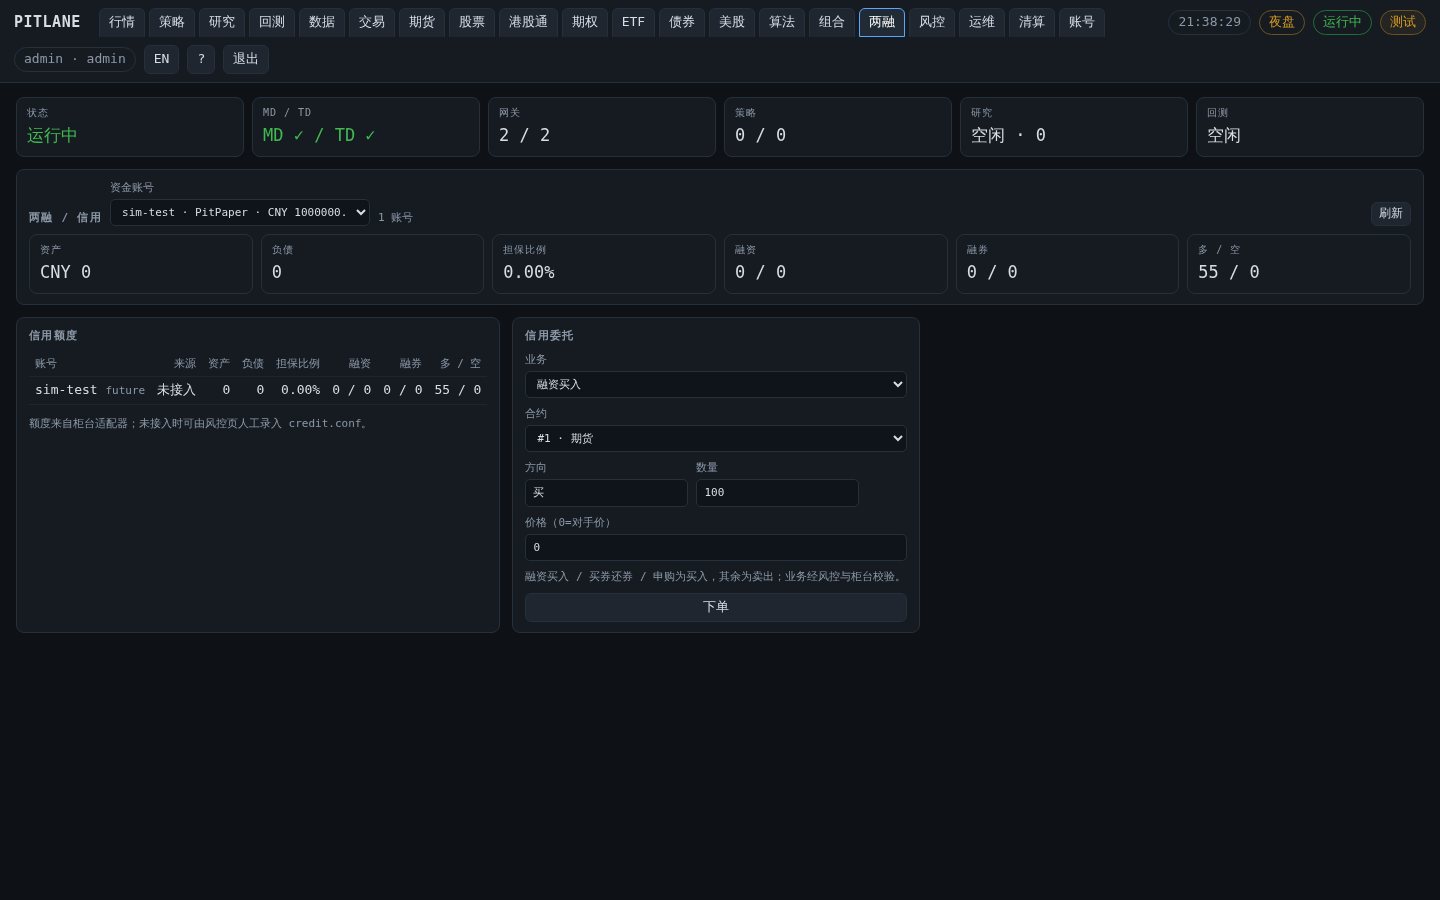 PITLANE 行情 策略 研究 回测 数据 交易 期货 股票 港股通 期权 ETF 债券 美股 算法 组合 两融 风控 运维 清算 账号 21:38:29 夜盘 运行中 测试
admin · admin EN ? 退出
状态 MD / TD 网关 策略 研究 回测
运行中 MD ✓ / TD ✓ 2 / 2 0 / 0 空闲 · 0 空闲
资金账号
两融 / 信用 sim-test · PitPaper · CNY 1000000. 1 账号 刷新
资产 负债 担保比例 融资 融券 多 / 空
CNY 0 0 0.00% 0 / 0 0 / 0 55 / 0
信用额度
账号 来源 资产 负债 担保比例 融资 融券 多 / 空
sim-test future 未接入 0 0 0.00% 0 / 0 0 / 0 55 / 0
额度来自柜台适配器；未接入时可由风控页人工录入 credit.conf。
信用委托
业务
融资买入
合约
#1 · 期货
方向 数量
买 100
价格（0=对手价）
0
融资买入 / 买券还券 / 申购为买入，其余为卖出；业务经风控与柜台校验。
下单